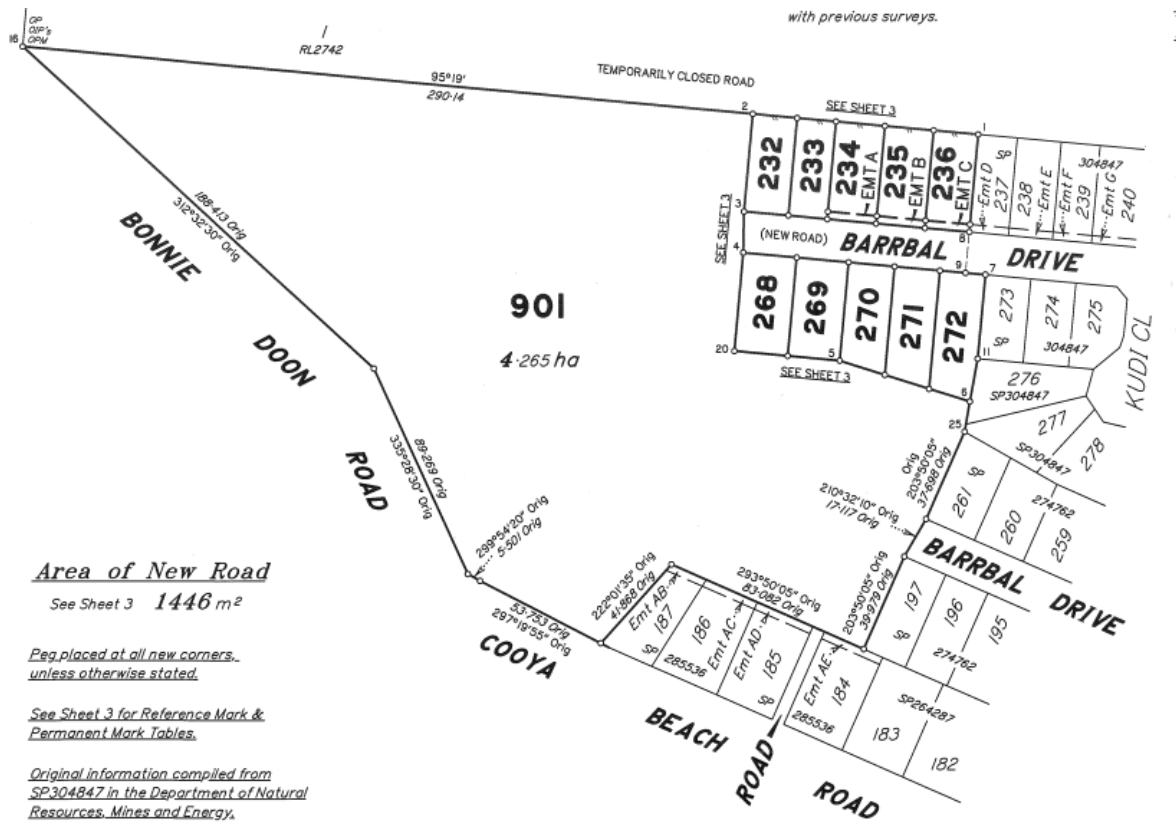 with previous surveys.
OP
OIP's
OPM
16
1
RL2742
95°19'
290·14
TEMPORARILY CLOSED ROAD
2
SEE SHEET 3
1
232
233
234
EMT A
235
EMT B
236
EMT C
Emt D
SP
237
238
Emt E
Emt F
304847
239
Emt G
240
3
SEE SHEET 3
4
(NEW ROAD)
BARRBAL
8
DRIVE
9
7
268
269
270
271
272
273
SP
274
304847
275
KUDI CL
20
5
SEE SHEET 3
11
6
276
SP304847
277
SP304847
278
25
188·413 Orig
312°32'30" Orig
BONNIE
DOON
ROAD
901
4·265 ha
89·269 Orig
335°28'30" Orig
Orig
203°50'05"
37·698 Orig
210°32'10" Orig
17·117 Orig
261
SP
260
274762
259
BARRBAL
DRIVE
299°54'20" Orig
5·501 Orig
53·753 Orig
297°19'55" Orig
222°01'35" Orig
41·868 Orig
293°50'05" Orig
83·082 Orig
203°50'05" Orig
39·979 Orig
197
SP
196
274762
195
Emt AB
187
SP
186
285536
Emt AC
Emt AD
185
SP
Emt AE
184
285536
SP264287
183
182
COOYA
BEACH
ROAD
ROAD
Area of New Road
See Sheet 3 1446 m²
Peg placed at all new corners,
unless otherwise stated.
See Sheet 3 for Reference Mark &
Permanent Mark Tables.
Original information compiled from
SP304847 in the Department of Natural
Resources, Mines and Energy.